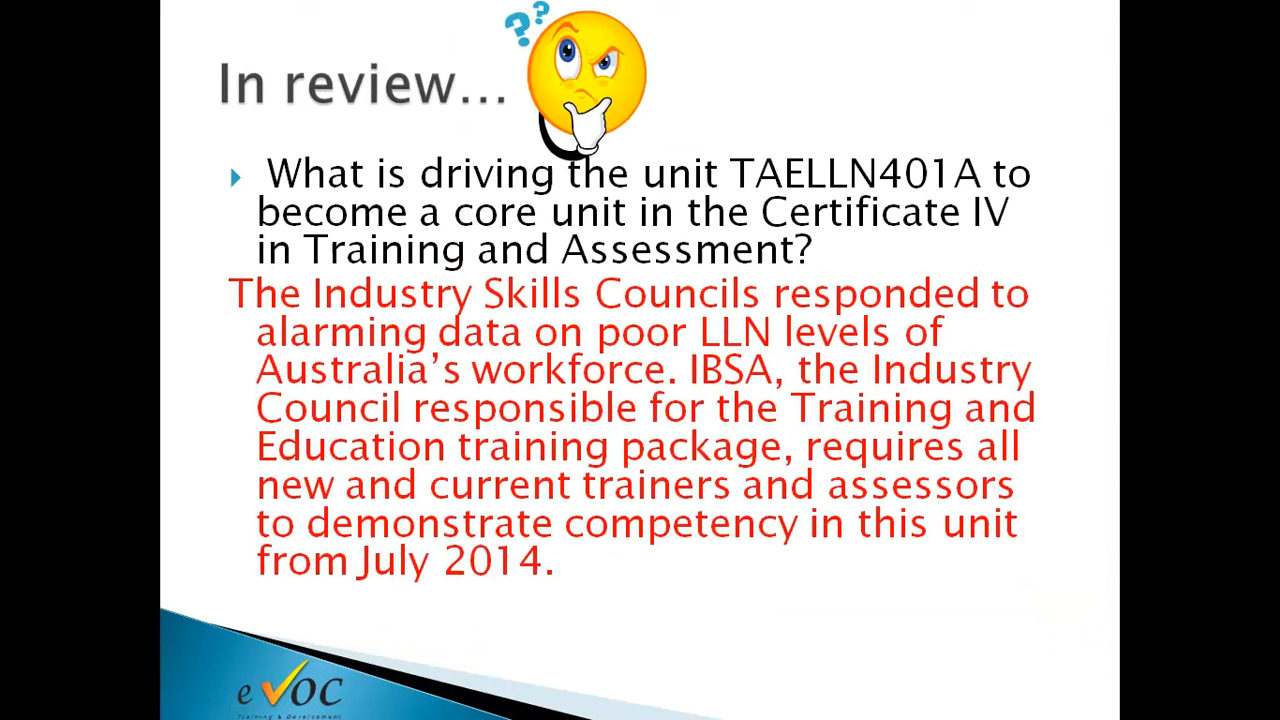 ??
In review...
What is driving the unit TAELLN401A to
become a core unit in the Certificate IV
in Training and Assessment?
The Industry Skills Councils responded to
alarming data on poor LLN levels of
Australia's workforce. IBSA, the Industry
Council responsible for the Training and
Education training package, requires all
new and current trainers and assessors
to demonstrate competency in this unit
from July 2014.
eVOC
Training & Development